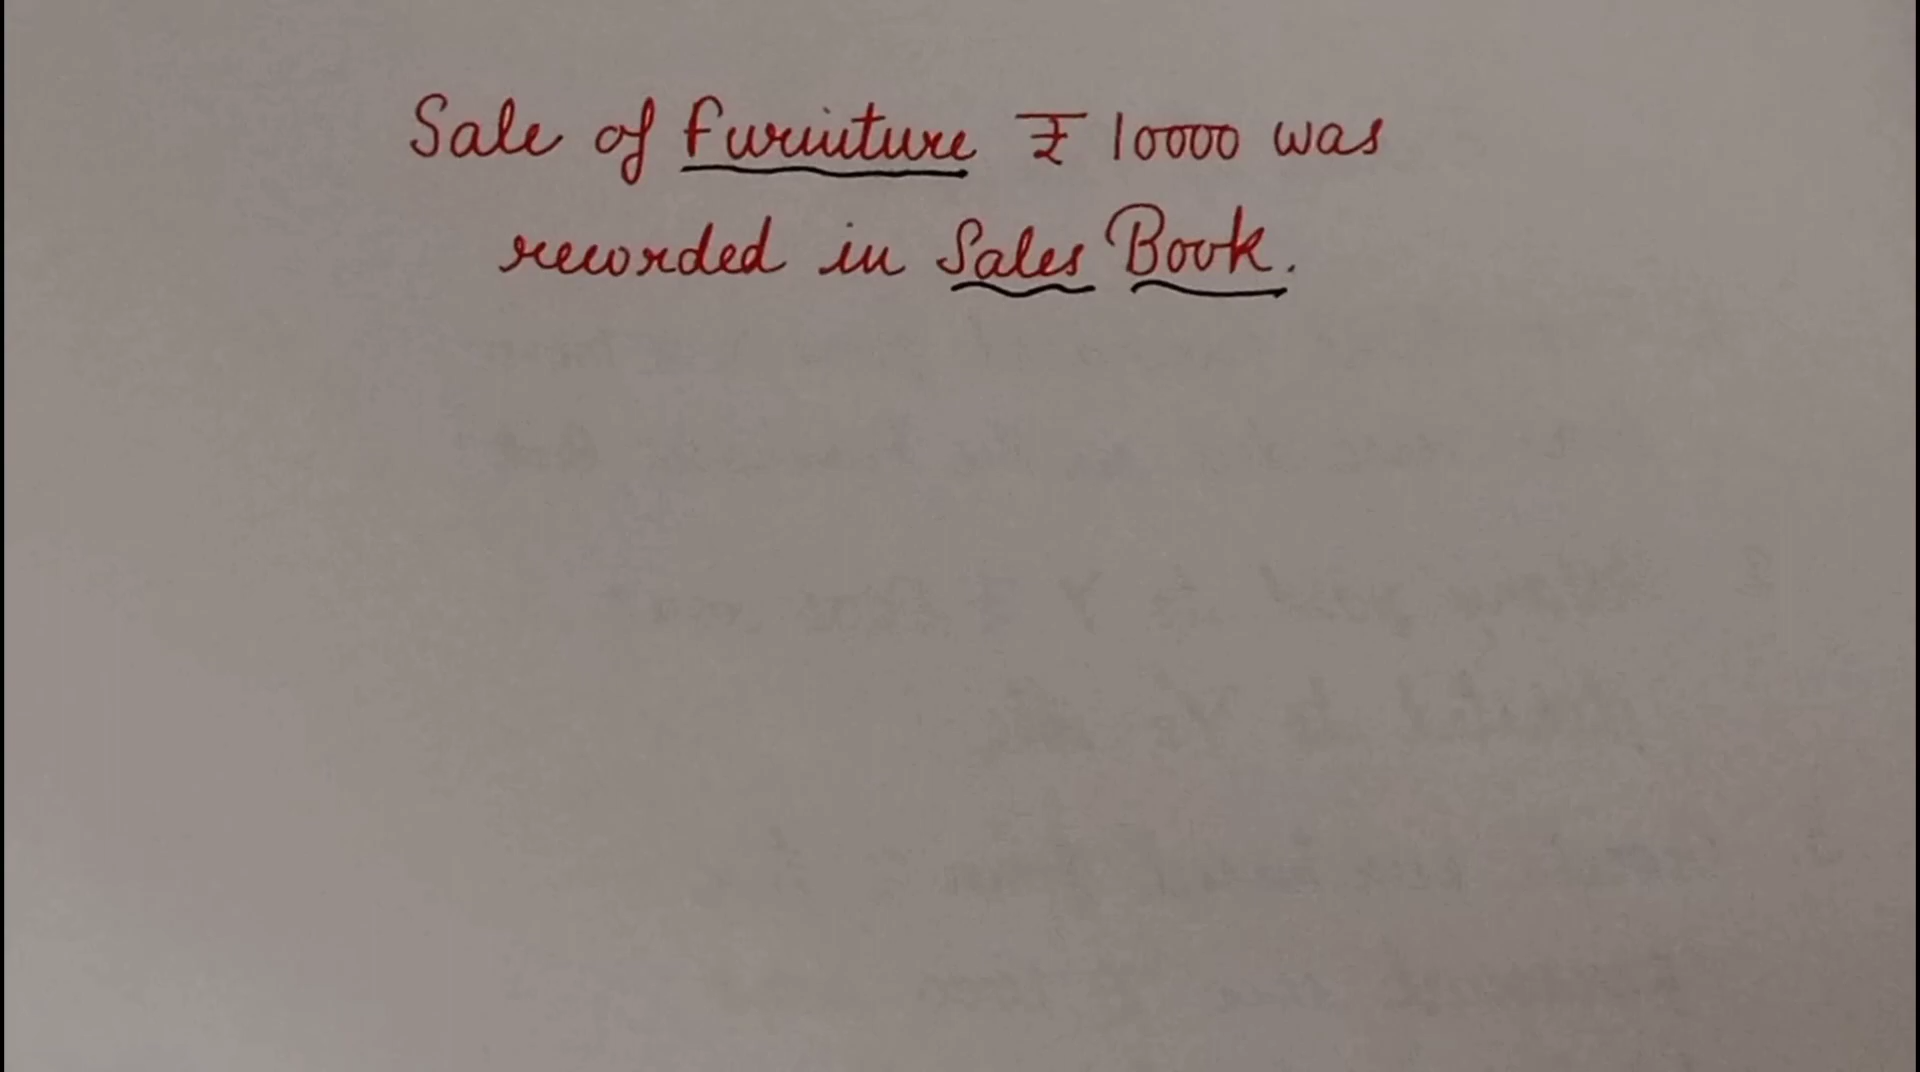 Sale of Furniture ₹ 10000 was
recorded in Sales Book.